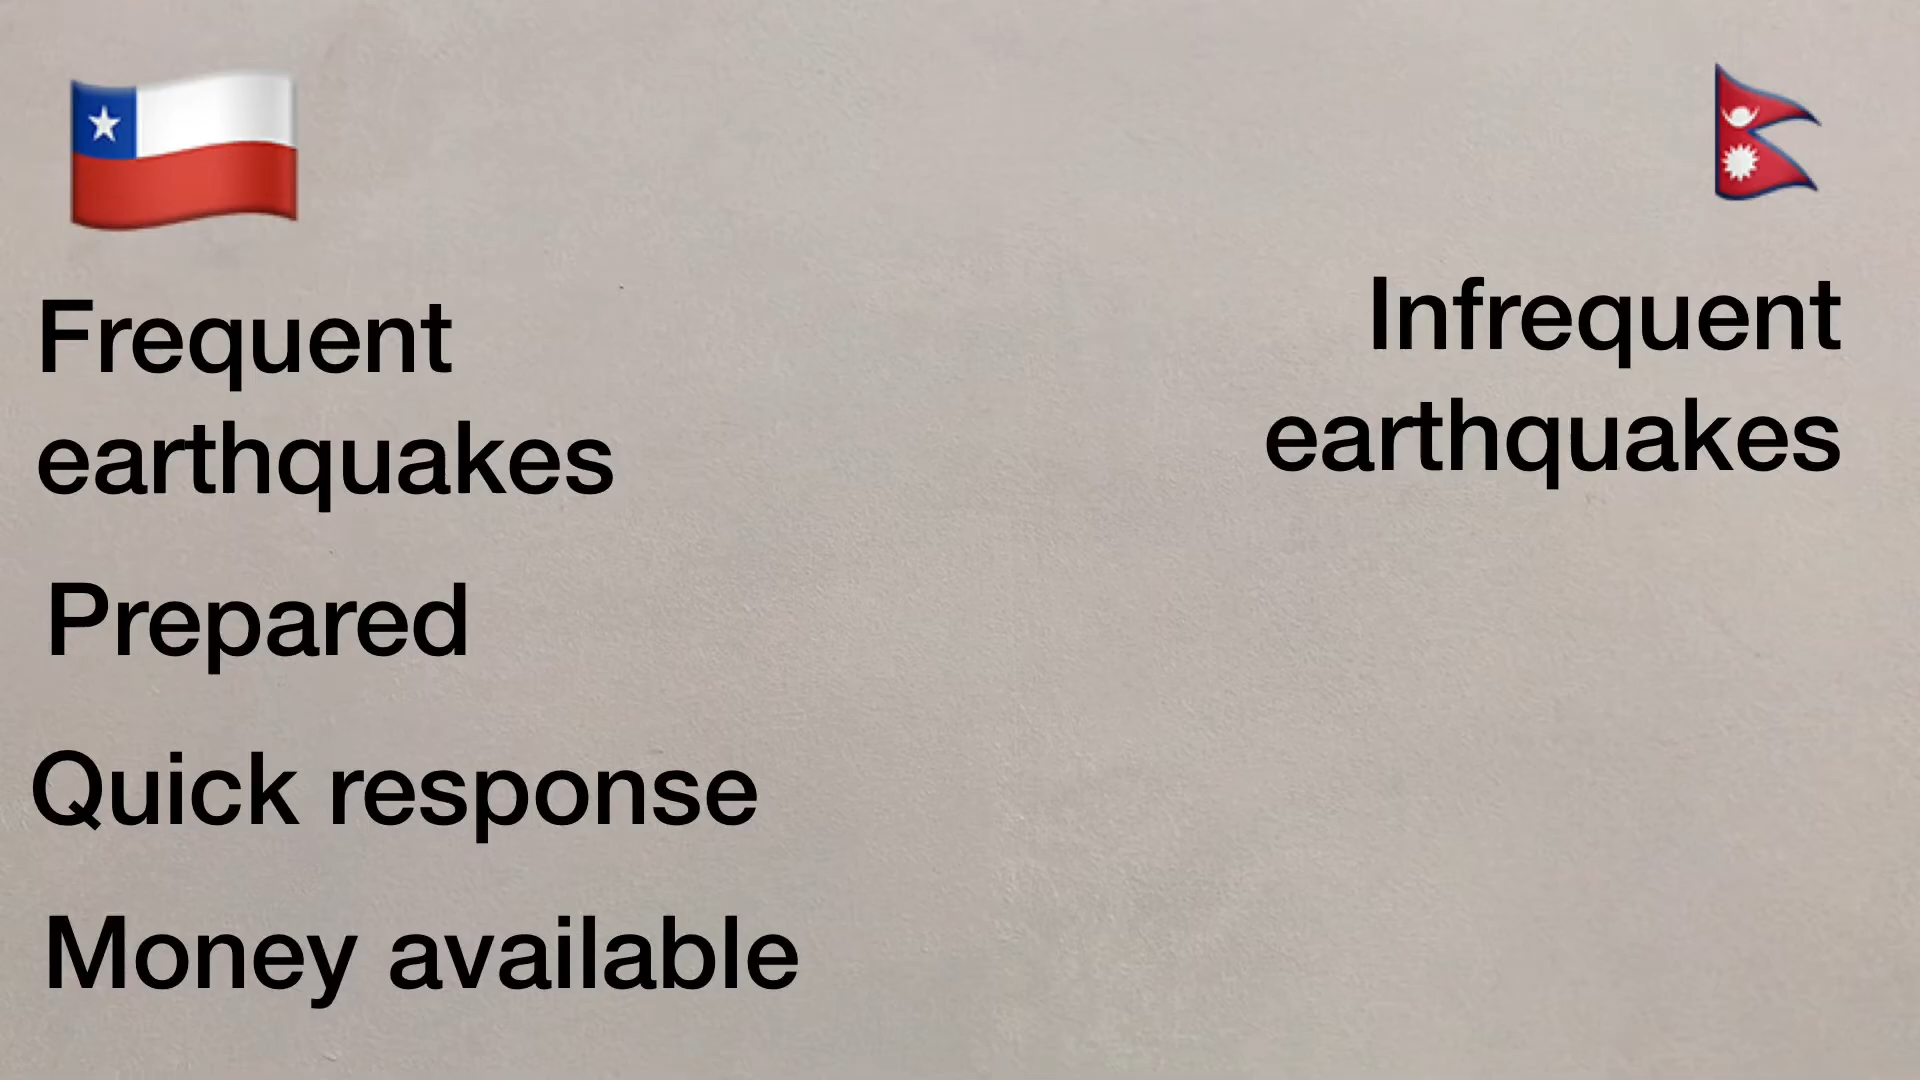 Frequent
earthquakes
Prepared
Quick response
Money available
Infrequent
earthquakes